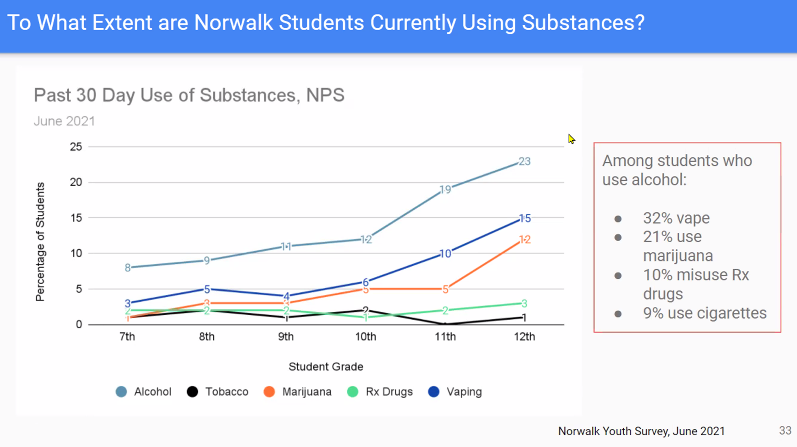 To What Extent are Norwalk Students Currently Using Substances?
Past 30 Day Use of Substances, NPS
June 2021
Percentage of Students
25
20
15
10
5
0
8
9
11
12
19
23
3
5
4
6
10
15
1
3
3
5
5
12
2
2
2
1
2
3
1
2
1
7th
8th
9th
10th
11th
12th
Student Grade
Alcohol
Tobacco
Marijuana
Rx Drugs
Vaping
Among students who
use alcohol:
● 32% vape
● 21% use
marijuana
● 10% misuse Rx
drugs
● 9% use cigarettes
Norwalk Youth Survey, June 2021
33